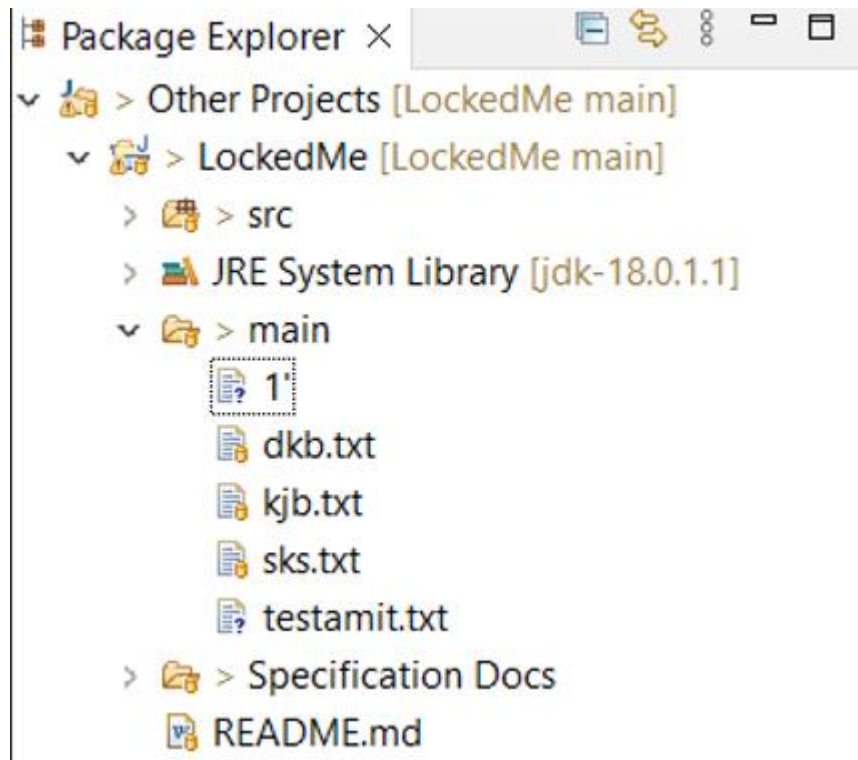 Package Explorer ×
> Other Projects [LockedMe main]
> LockedMe [LockedMe main]
> src
JRE System Library [jdk-18.0.1.1]
> main
1'
dkb.txt
kjb.txt
sks.txt
testamit.txt
> Specification Docs
README.md